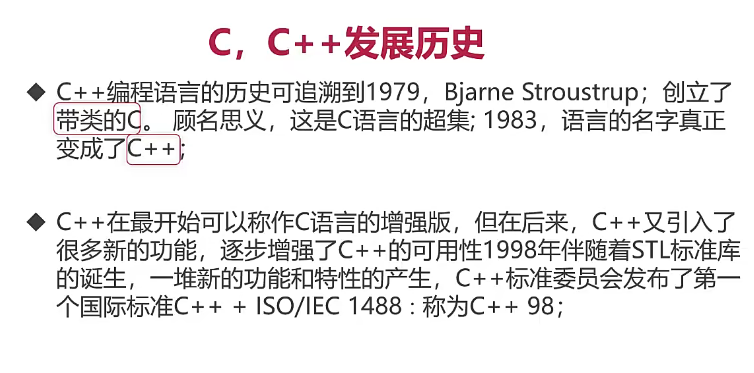 C，C++发展历史
◆ C++编程语言的历史可追溯到1979，Bjarne Stroustrup；创立了
带类的C。 顾名思义，这是C语言的超集; 1983，语言的名字真正
变成了C++;
◆ C++在最开始可以称作C语言的增强版，但在后来，C++又引入了
很多新的功能，逐步增强了C++的可用性1998年伴随着STL标准库
的诞生，一堆新的功能和特性的产生，C++标准委员会发布了第一
个国际标准C++ + ISO/IEC 1488 : 称为C++ 98；